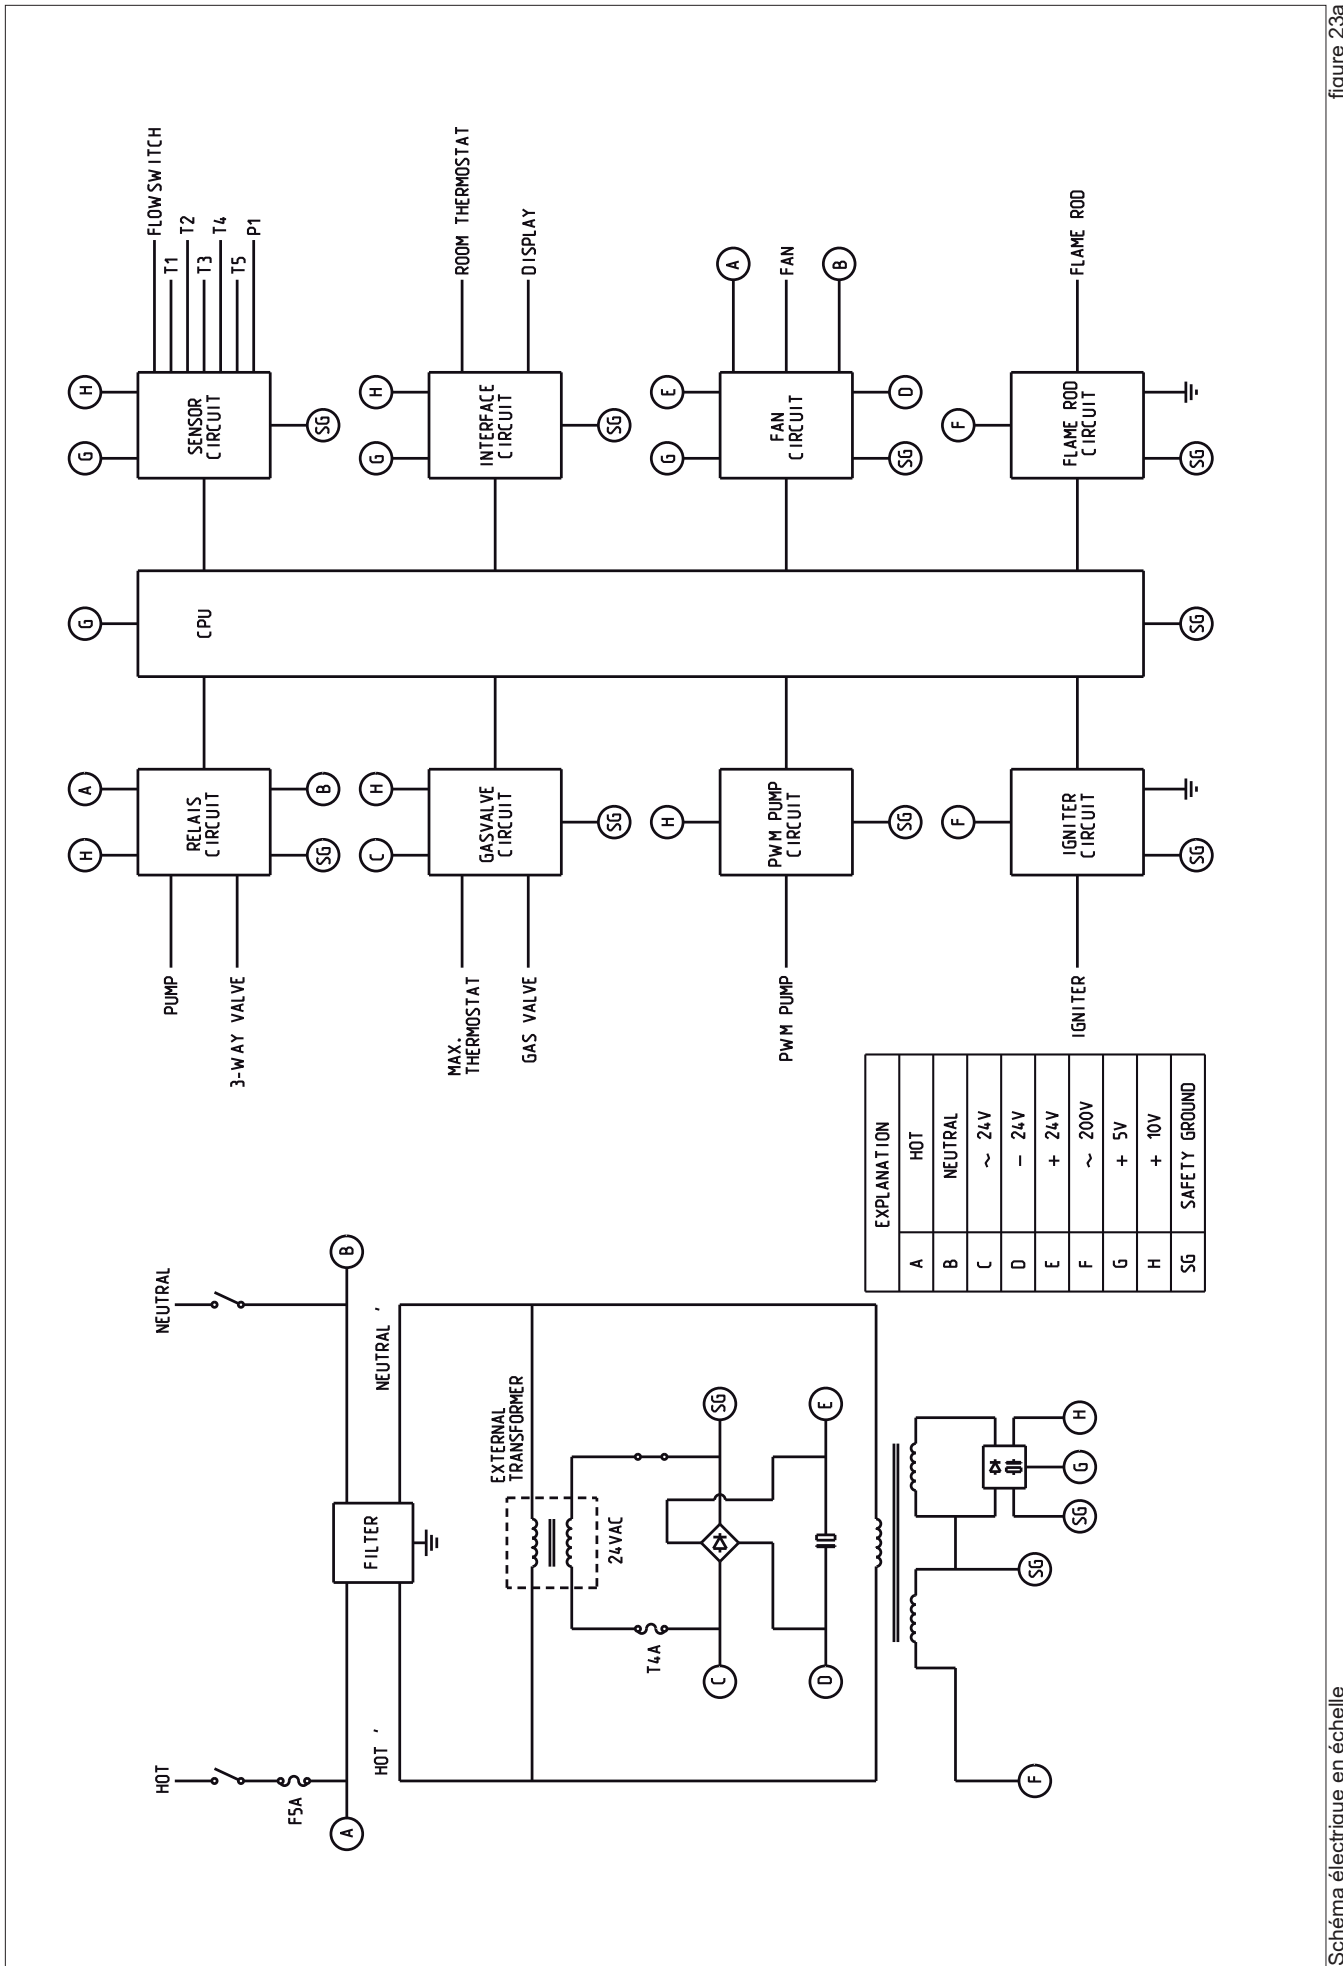 figure 23a
Schéma électrique en échelle
HOT
F5A
A
HOT '
NEUTRAL
B
NEUTRAL '
FILTER
EXTERNAL
TRANSFORMER
24VAC
T4A
C
SG
D
E
F
SG
SG
G
H
EXPLANATION
A HOT
B NEUTRAL
C ~ 24V
D - 24V
E + 24V
F ~ 200V
G + 5V
H + 10V
SG SAFETY GROUND
PUMP
3-WAY VALVE
H
A
RELAIS
CIRCUIT
SG
B
MAX.
THERMOSTAT
GAS VALVE
C
H
GASVALVE
CIRCUIT
SG
PWM PUMP
H
PWM PUMP
CIRCUIT
SG
IGNITER
F
IGNITER
CIRCUIT
SG
G
CPU
SG
G
H
SENSOR
CIRCUIT
SG
FLOWSWITCH
T1
T2
T3
T4
T5
P1
G
H
INTERFACE
CIRCUIT
SG
ROOM THERMOSTAT
DISPLAY
G
E
FAN
CIRCUIT
SG
D
A
FAN
B
F
FLAME ROD
CIRCUIT
SG
FLAME ROD